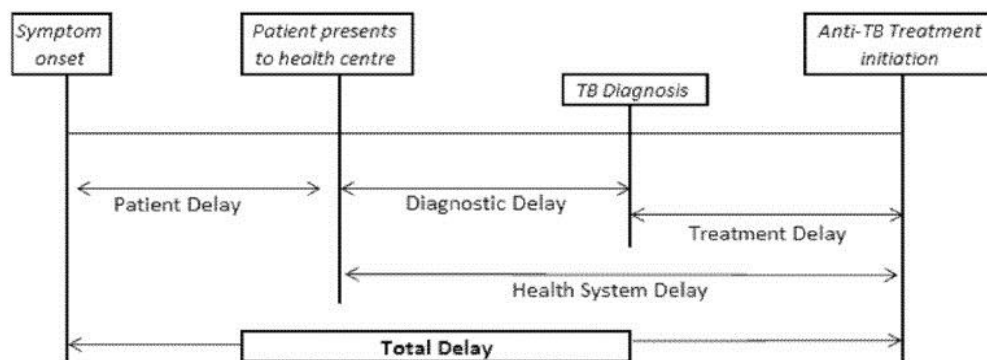 Symptom
onset
Patient presents
to health centre
Anti-TB Treatment
initiation
TB Diagnosis
Patient Delay
Diagnostic Delay
Treatment Delay
Health System Delay
Total Delay